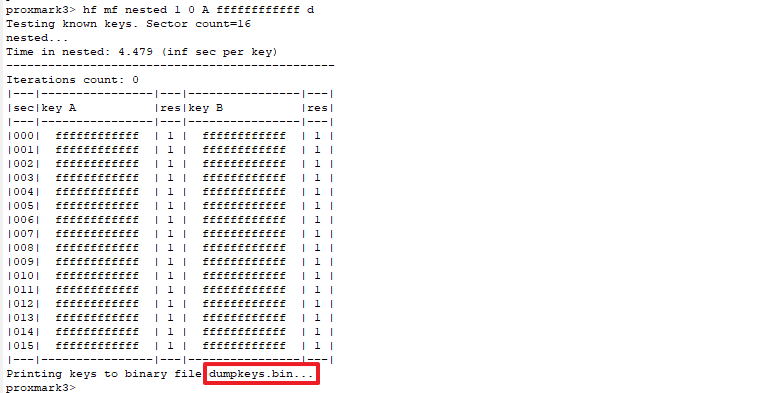 proxmark3> hf mf nested 1 0 A ffffffffffff d
Testing known keys. Sector count=16
nested...
Time in nested: 4.479 (inf sec per key)
-----------------------------------------------
Iterations count: 0
|---|----------------|---|----------------|---|
|sec|key A           |res|key B           |res|
|---|----------------|---|----------------|---|
|000|  ffffffffffff  | 1 |  ffffffffffff  | 1 |
|001|  ffffffffffff  | 1 |  ffffffffffff  | 1 |
|002|  ffffffffffff  | 1 |  ffffffffffff  | 1 |
|003|  ffffffffffff  | 1 |  ffffffffffff  | 1 |
|004|  ffffffffffff  | 1 |  ffffffffffff  | 1 |
|005|  ffffffffffff  | 1 |  ffffffffffff  | 1 |
|006|  ffffffffffff  | 1 |  ffffffffffff  | 1 |
|007|  ffffffffffff  | 1 |  ffffffffffff  | 1 |
|008|  ffffffffffff  | 1 |  ffffffffffff  | 1 |
|009|  ffffffffffff  | 1 |  ffffffffffff  | 1 |
|010|  ffffffffffff  | 1 |  ffffffffffff  | 1 |
|011|  ffffffffffff  | 1 |  ffffffffffff  | 1 |
|012|  ffffffffffff  | 1 |  ffffffffffff  | 1 |
|013|  ffffffffffff  | 1 |  ffffffffffff  | 1 |
|014|  ffffffffffff  | 1 |  ffffffffffff  | 1 |
|015|  ffffffffffff  | 1 |  ffffffffffff  | 1 |
|---|----------------|---|----------------|---|
Printing keys to binary file dumpkeys.bin...
proxmark3>